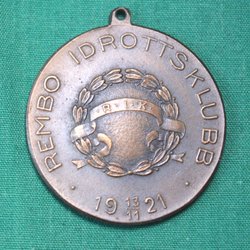 REMBO IDROTTSKLUBB
R.I.K
19 13/11 21